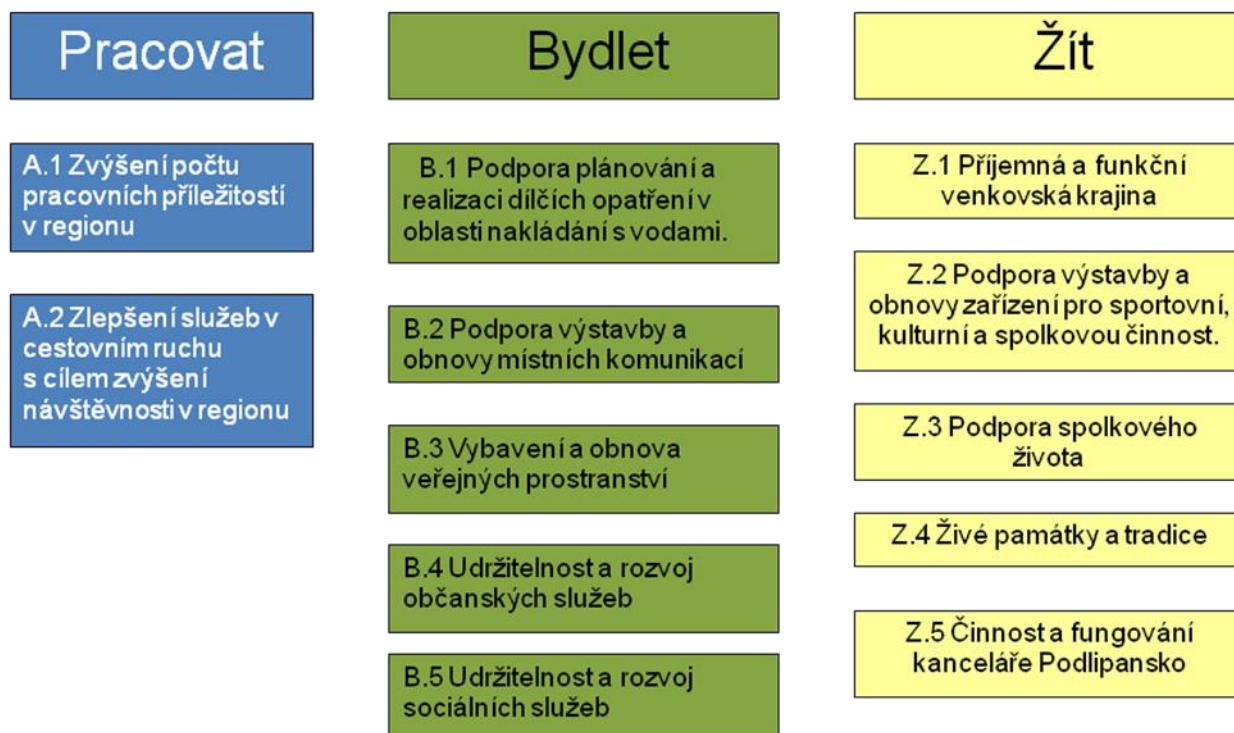 Pracovat
A.1 Zvýšení počtu
pracovních příležitostí
v regionu
A.2 Zlepšení služeb v
cestovním ruchu
s cílem zvýšení
návštěvnosti v regionu
Bydlet
B.1 Podpora plánování a
realizaci dílčích opatření v
oblasti nakládání s vodami.
B.2 Podpora výstavby a
obnovy místních komunikací
B.3 Vybavení a obnova
veřejných prostranství
B.4 Udržitelnost a rozvoj
občanských služeb
B.5 Udržitelnost a rozvoj
sociálních služeb
Žít
Z.1 Příjemná a funkční
venkovská krajina
Z.2 Podpora výstavby a
obnovy zařízení pro sportovní,
kulturní a spolkovou činnost.
Z.3 Podpora spolkového
života
Z.4 Živé památky a tradice
Z.5 Činnost a fungování
kanceláře Podlipansko